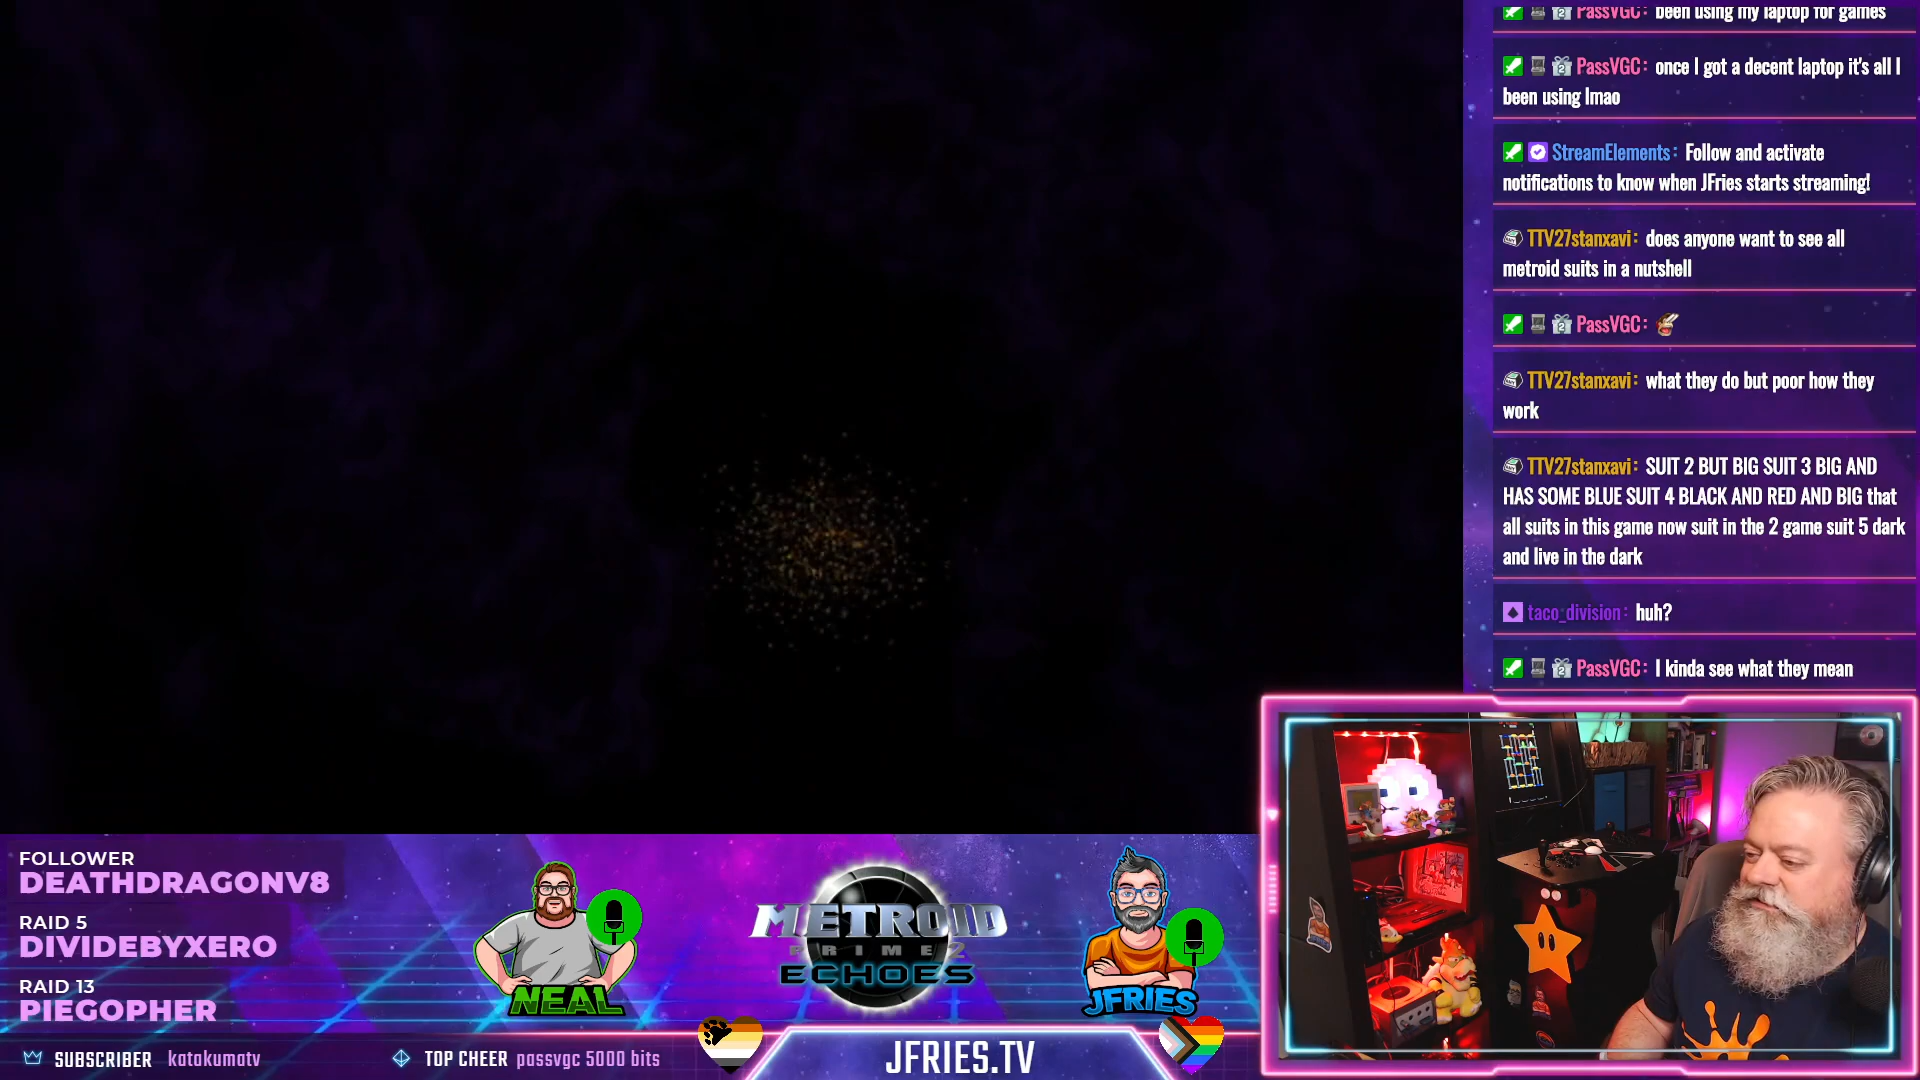 PassVGC: been using my laptop for games
PassVGC: once I got a decent laptop it's all I
been using lmao
StreamElements: Follow and activate
notifications to know when JFries starts streaming!
TTV27stanxavi: does anyone want to see all
metroid suits in a nutshell
PassVGC:
TTV27stanxavi: what they do but poor how they
work
TTV27stanxavi: SUIT 2 BUT BIG SUIT 3 BIG AND
HAS SOME BLUE SUIT 4 BLACK AND RED AND BIG that
all suits in this game now suit in the 2 game suit 5 dark
and live in the dark
taco_division: huh?
PassVGC: I kinda see what they mean
FOLLOWER
DEATHDRAGONV8
RAID 5
DIVIDEBYXERO
RAID 13
PIEGOPHER
SUBSCRIBER katakumatv
TOP CHEER passvgc 5000 bits
NEAL
METROID
PRIME 2
ECHOES
JFRIES
JFRIES.TV